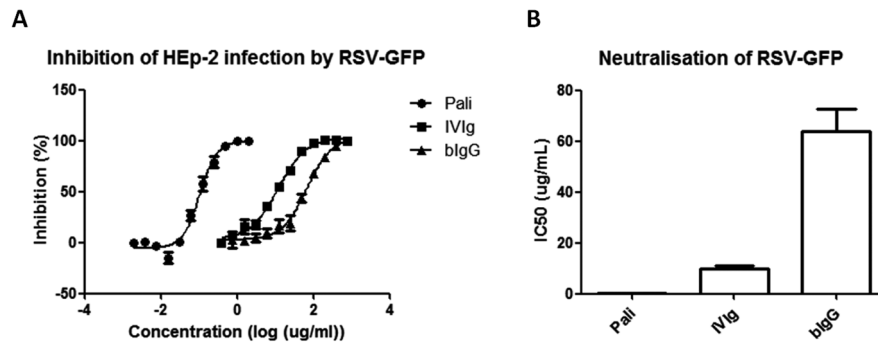 A
Inhibition of HEp-2 infection by RSV-GFP
150
100
50
0
-50
Inhibition (%)
-4
-2
0
2
4
Concentration (log (ug/ml))
Pali
IVIg
bIgG
B
Neutralisation of RSV-GFP
80
60
40
20
0
IC50 (ug/mL)
Pali
IVIg
bIgG